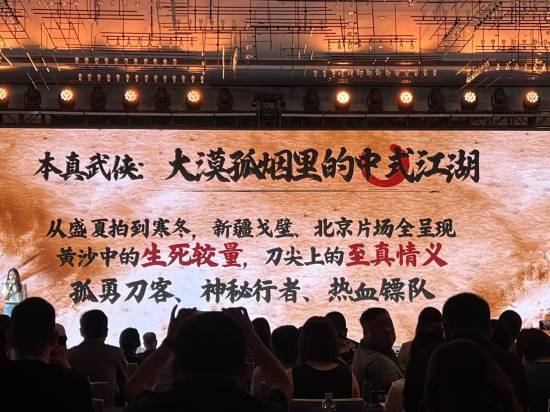 本真武侠：大漠孤烟里的中式江湖
从盛夏拍到寒冬，新疆戈壁、北京片场全呈现
黄沙中的生死较量，刀尖上的至真情义
孤勇刀客、神秘行者、热血镖队